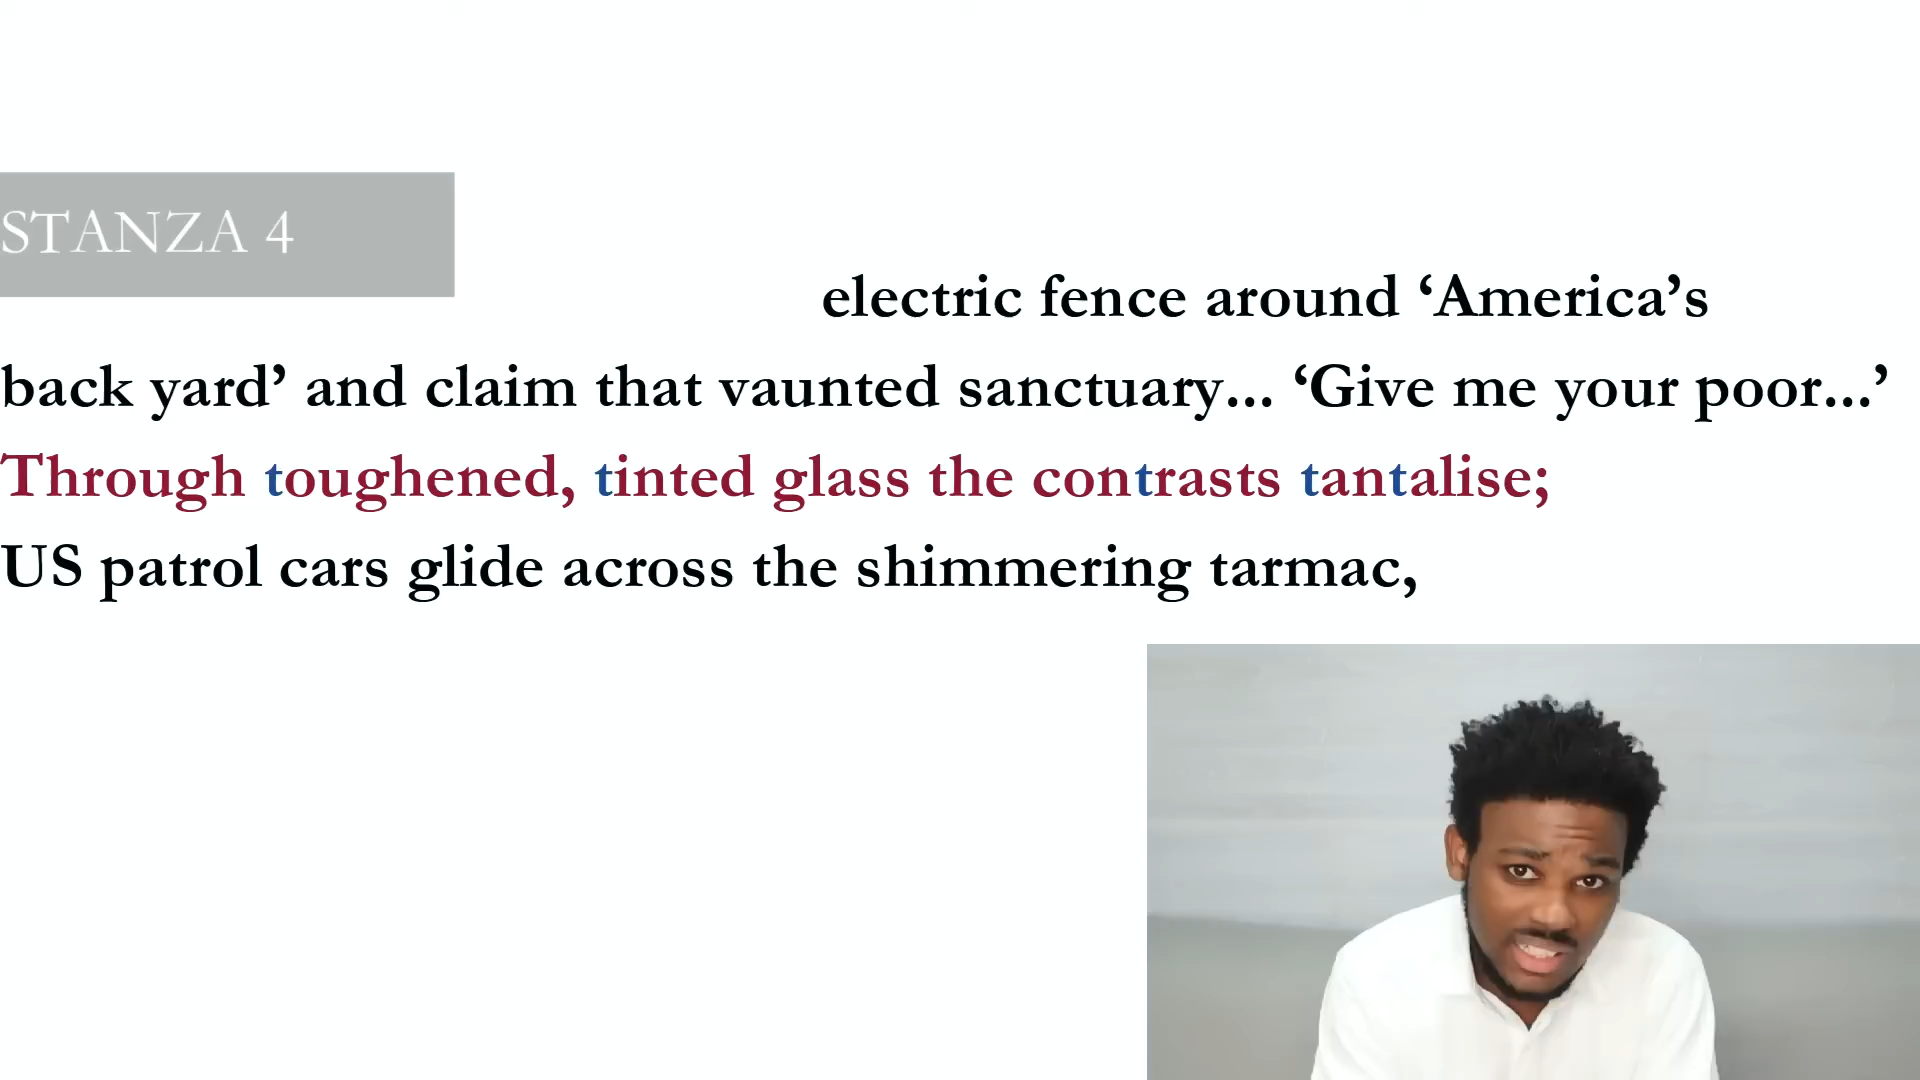 STANZA 4
electric fence around ‘America’s
back yard’ and claim that vaunted sanctuary... ‘Give me your poor...’
Through toughened, tinted glass the contrasts tantalise;
US patrol cars glide across the shimmering tarmac,